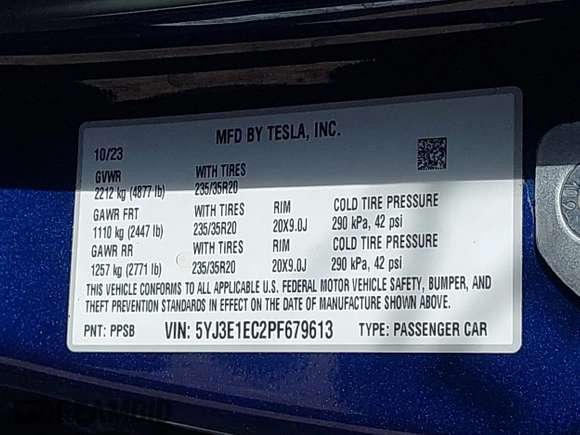 MFD BY TESLA, INC.
10/23
GVWR WITH TIRES
2212 kg (4877 lb) 235/35R20
GAWR FRT WITH TIRES RIM COLD TIRE PRESSURE
1110 kg (2447 lb) 235/35R20 20X9.0J 290 kPa, 42 psi
GAWR RR WITH TIRES RIM COLD TIRE PRESSURE
1257 kg (2771 lb) 235/35R20 20X9.0J 290 kPa, 42 psi
THIS VEHICLE CONFORMS TO ALL APPLICABLE U.S. FEDERAL MOTOR VEHICLE SAFETY, BUMPER, AND
THEFT PREVENTION STANDARDS IN EFFECT ON THE DATE OF MANUFACTURE SHOWN ABOVE.
PNT: PPSB VIN: 5YJ3E1EC2PF679613 TYPE: PASSENGER CAR